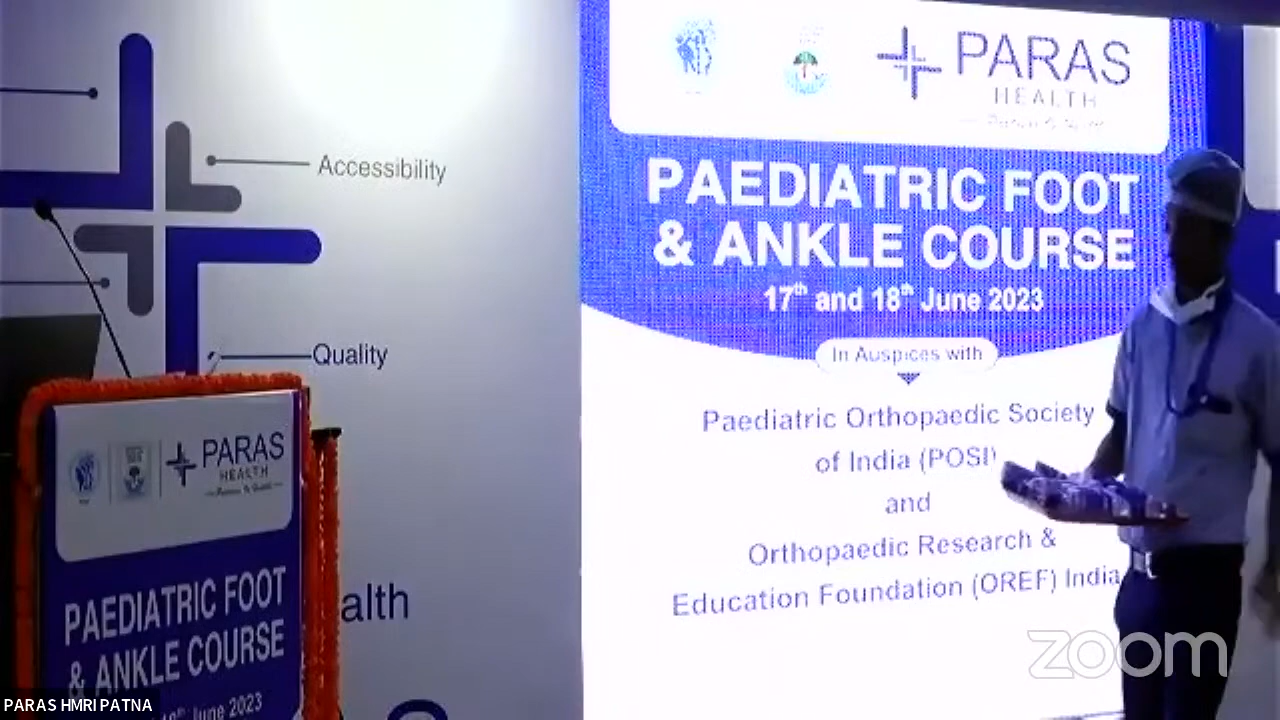 Accessibility
Quality
alth
PARAS
HEALTH
PAEDIATRIC FOOT
& ANKLE COURSE
June 2023
PARAS
HEALTH
PAEDIATRIC FOOT
& ANKLE COURSE
17th and 18th June 2023
In Auspices with
Paediatric Orthopaedic Society
of India (POSI)
and
Orthopaedic Research &
Education Foundation (OREF) India
zoom
PARAS HMRI PATNA